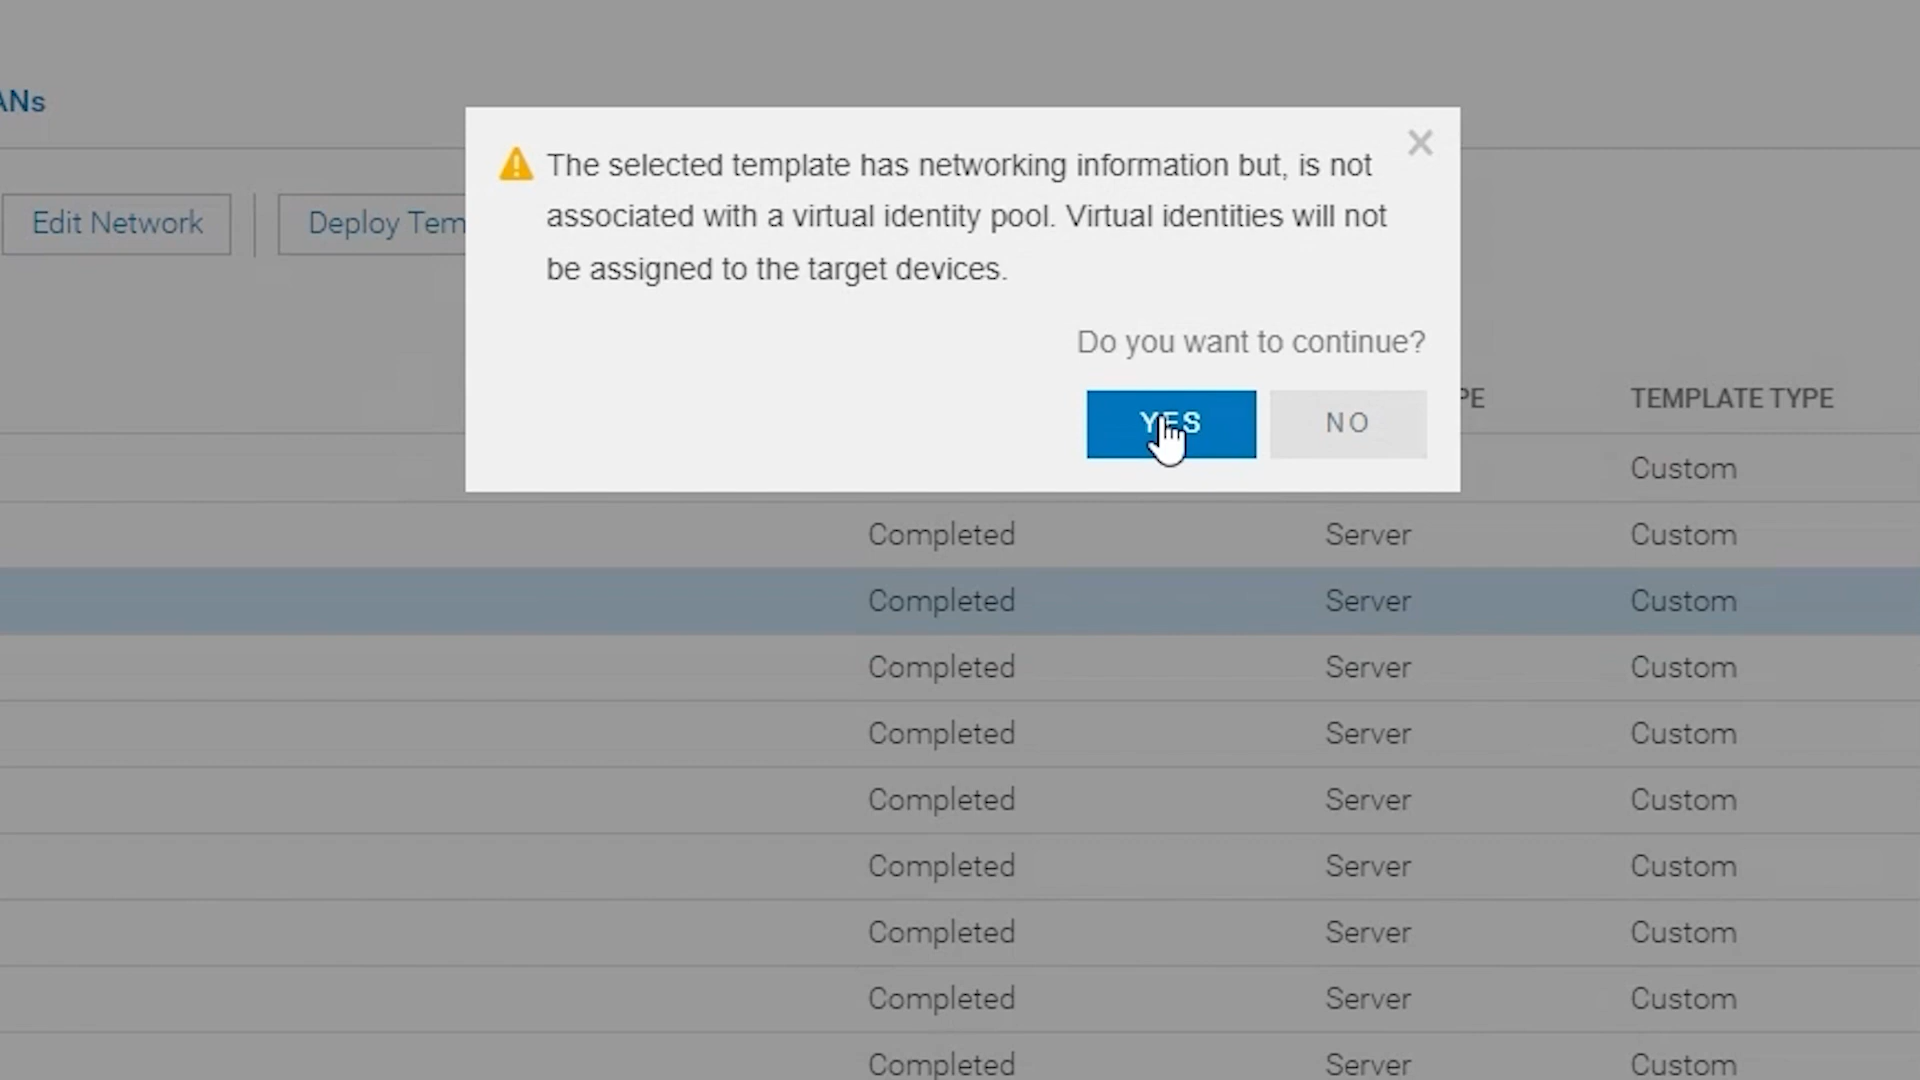 ANs
The selected template has networking information but, is not
associated with a virtual identity pool. Virtual identities will not
be assigned to the target devices.
Do you want to continue?
YES NO
Edit Network Deploy Tem
PE TEMPLATE TYPE
Custom
Completed Server Custom
Completed Server Custom
Completed Server Custom
Completed Server Custom
Completed Server Custom
Completed Server Custom
Completed Server Custom
Completed Server Custom
Completed Server Custom